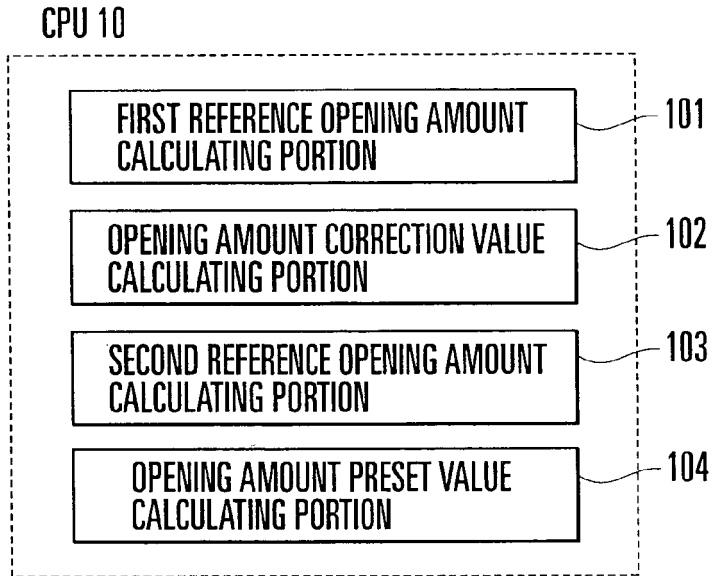 CPU 10
FIRST REFERENCE OPENING AMOUNT
CALCULATING PORTION
101
OPENING AMOUNT CORRECTION VALUE
CALCULATING PORTION
102
SECOND REFERENCE OPENING AMOUNT
CALCULATING PORTION
103
OPENING AMOUNT PRESET VALUE
CALCULATING PORTION
104